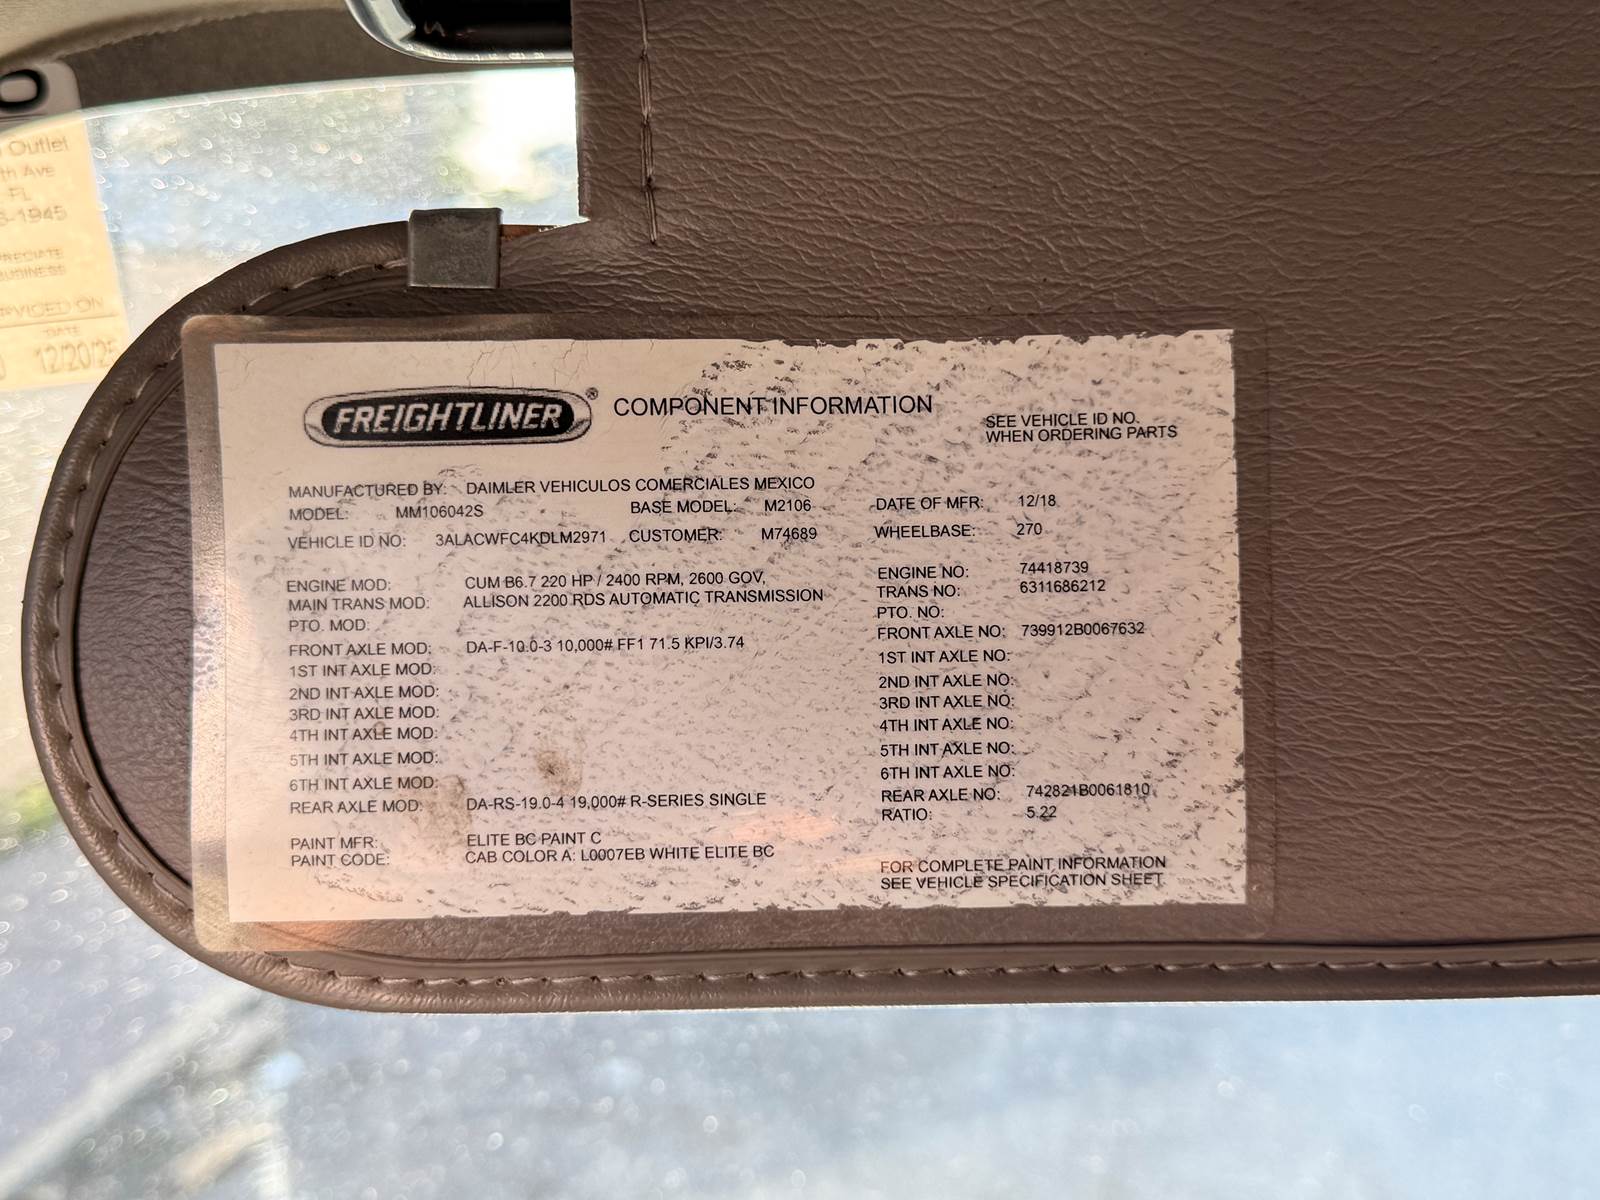 Outlet
th Ave
FL
-1945
BUSINESS
ON
DATE
12/20/25
FREIGHTLINER®
COMPONENT INFORMATION
SEE VEHICLE ID NO.
WHEN ORDERING PARTS
MANUFACTURED BY: DAIMLER VEHICULOS COMERCIALES MEXICO
MODEL: MM106042S BASE MODEL: M2106 DATE OF MFR: 12/18
VEHICLE ID NO: 3ALACWFC4KDLM2971 CUSTOMER: M74689 WHEELBASE: 270
ENGINE MOD: CUM B6.7 220 HP / 2400 RPM, 2600 GOV, ENGINE NO: 74418739
MAIN TRANS MOD: ALLISON 2200 RDS AUTOMATIC TRANSMISSION TRANS NO: 6311686212
PTO. MOD: PTO. NO:
FRONT AXLE MOD: DA-F-10.0-3 10,000# FF1 71.5 KPI/3.74 FRONT AXLE NO: 739912B0067632
1ST INT AXLE MOD: 1ST INT AXLE NO:
2ND INT AXLE MOD: 2ND INT AXLE NO:
3RD INT AXLE MOD: 3RD INT AXLE NO:
4TH INT AXLE MOD: 4TH INT AXLE NO:
5TH INT AXLE MOD: 5TH INT AXLE NO:
6TH INT AXLE MOD: 6TH INT AXLE NO:
REAR AXLE MOD: DA-RS-19.0-4 19,000# R-SERIES SINGLE REAR AXLE NO: 742821B0061810
RATIO: 5.22
PAINT MFR: ELITE BC PAINT C
PAINT CODE: CAB COLOR A: L0007EB WHITE ELITE BC
FOR COMPLETE PAINT INFORMATION
SEE VEHICLE SPECIFICATION SHEET